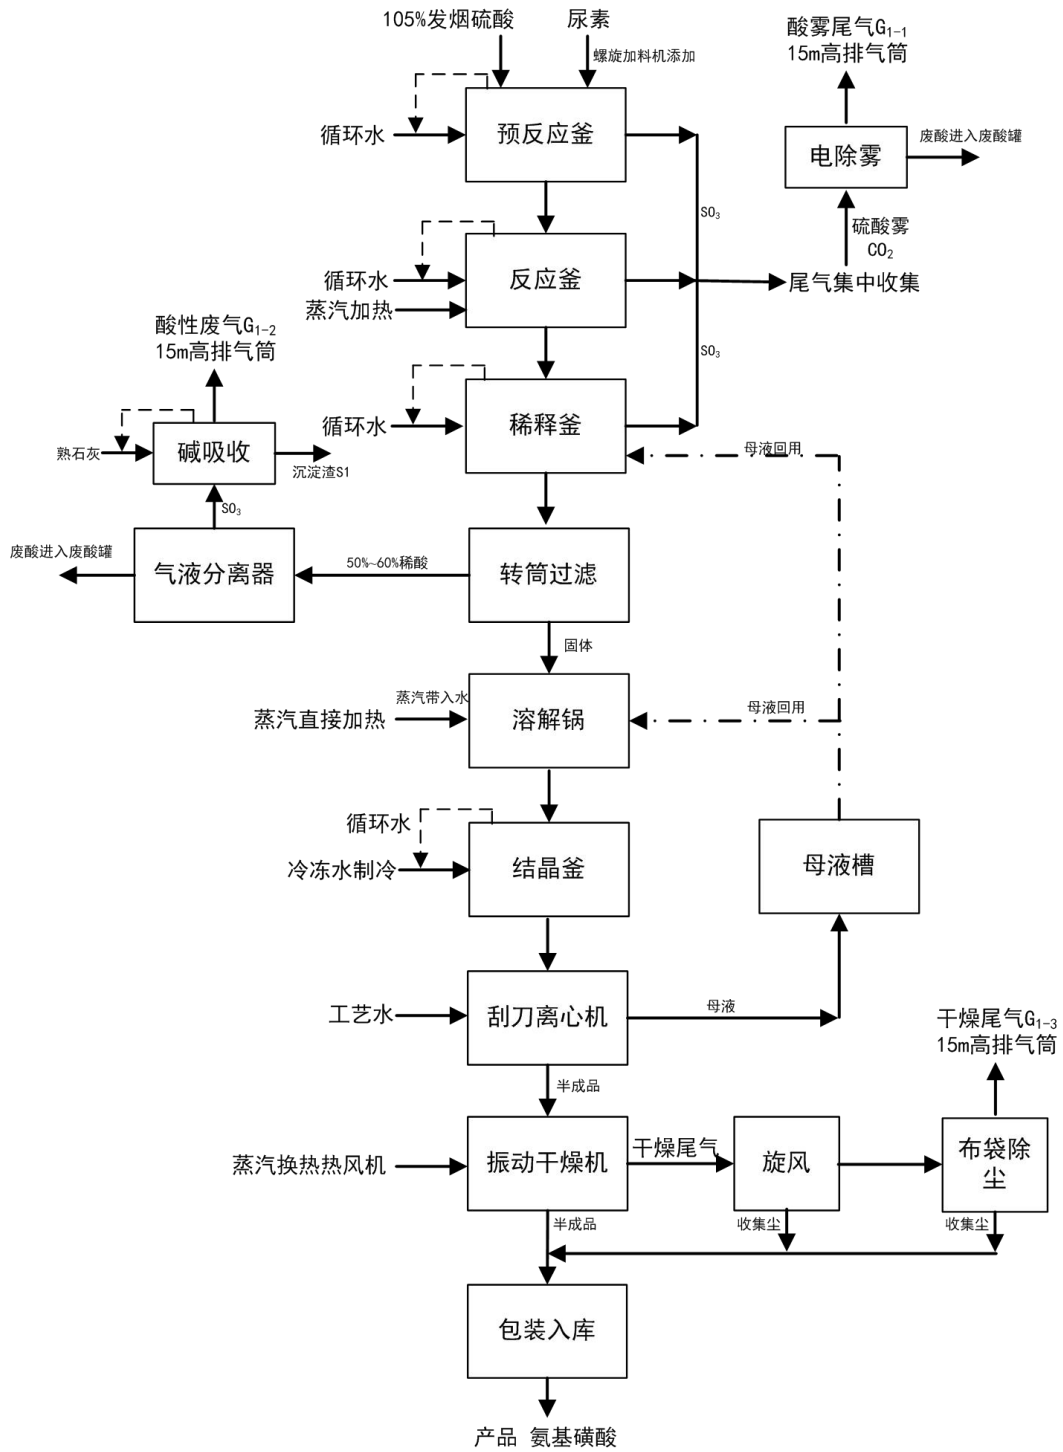 105%发烟硫酸
尿素
酸雾尾气G₁₋₁
15m高排气筒
螺旋加料机添加
循环水
预反应釜
电除雾
废酸进入废酸罐
SO₃
硫酸雾
CO₂
循环水
反应釜
尾气集中收集
蒸汽加热
酸性废气G₁₋₂
15m高排气筒
SO₃
循环水
稀释釜
母液回用
熟石灰
碱吸收
沉淀渣S1
SO₃
废酸进入废酸罐
气液分离器
50%~60%稀酸
转筒过滤
固体
蒸汽带入水
蒸汽直接加热
溶解锅
母液回用
循环水
冷冻水制冷
结晶釜
母液槽
工艺水
刮刀离心机
母液
干燥尾气G₁₋₃
15m高排气筒
半成品
蒸汽换热热风机
振动干燥机
干燥尾气
旋风
布袋除
尘
半成品
收集尘
收集尘
包装入库
产品 氨基磺酸